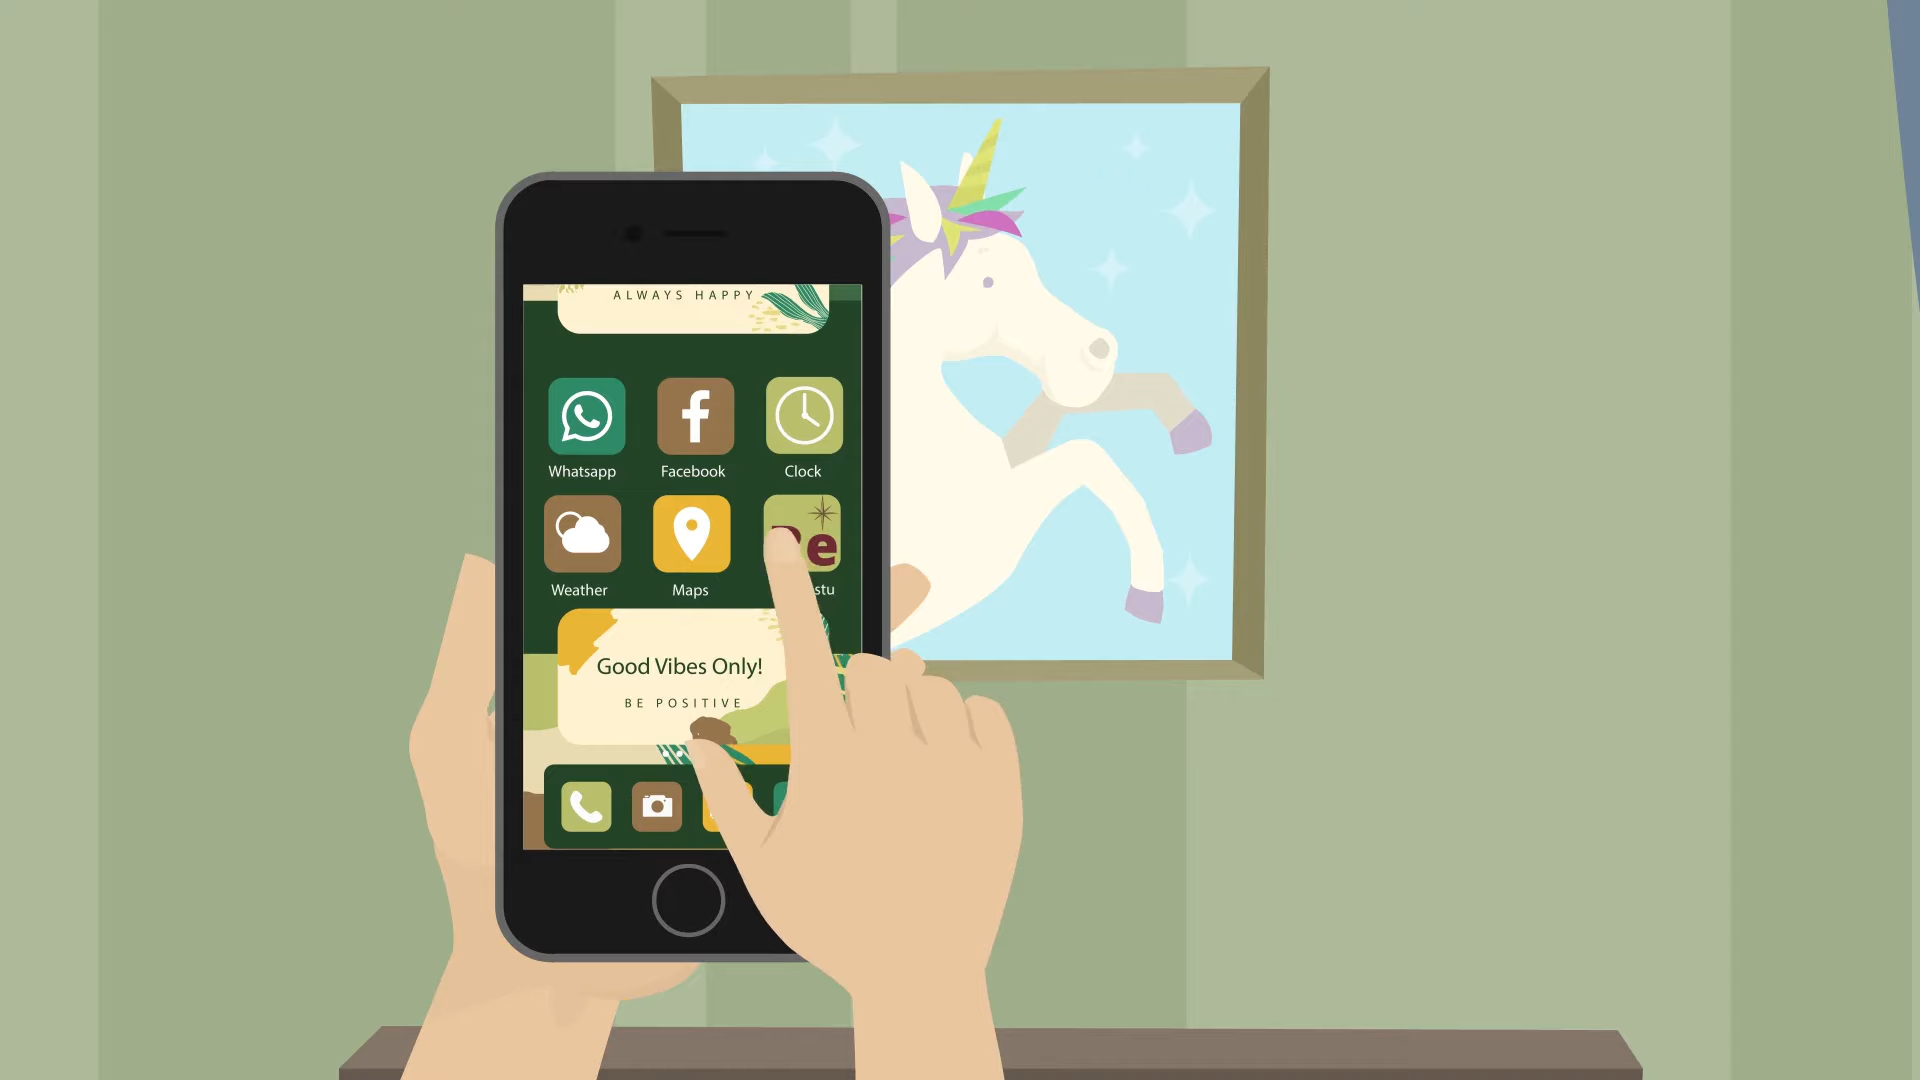 ALWAYS HAPPY
Whatsapp Facebook Clock
Weather Maps
Good Vibes Only!
BE POSITIVE